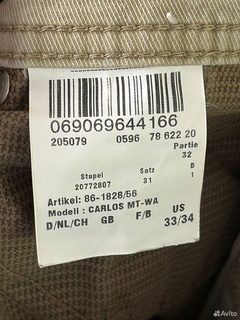 069069644166
205079 0596 78 622 20
Partie
32
Stapel Satz B
20772807 31 1
Artikel: 86-1828/56
Modell : CARLOS MT-WA
D/NL/CH GB F/B US
33/34
Avito